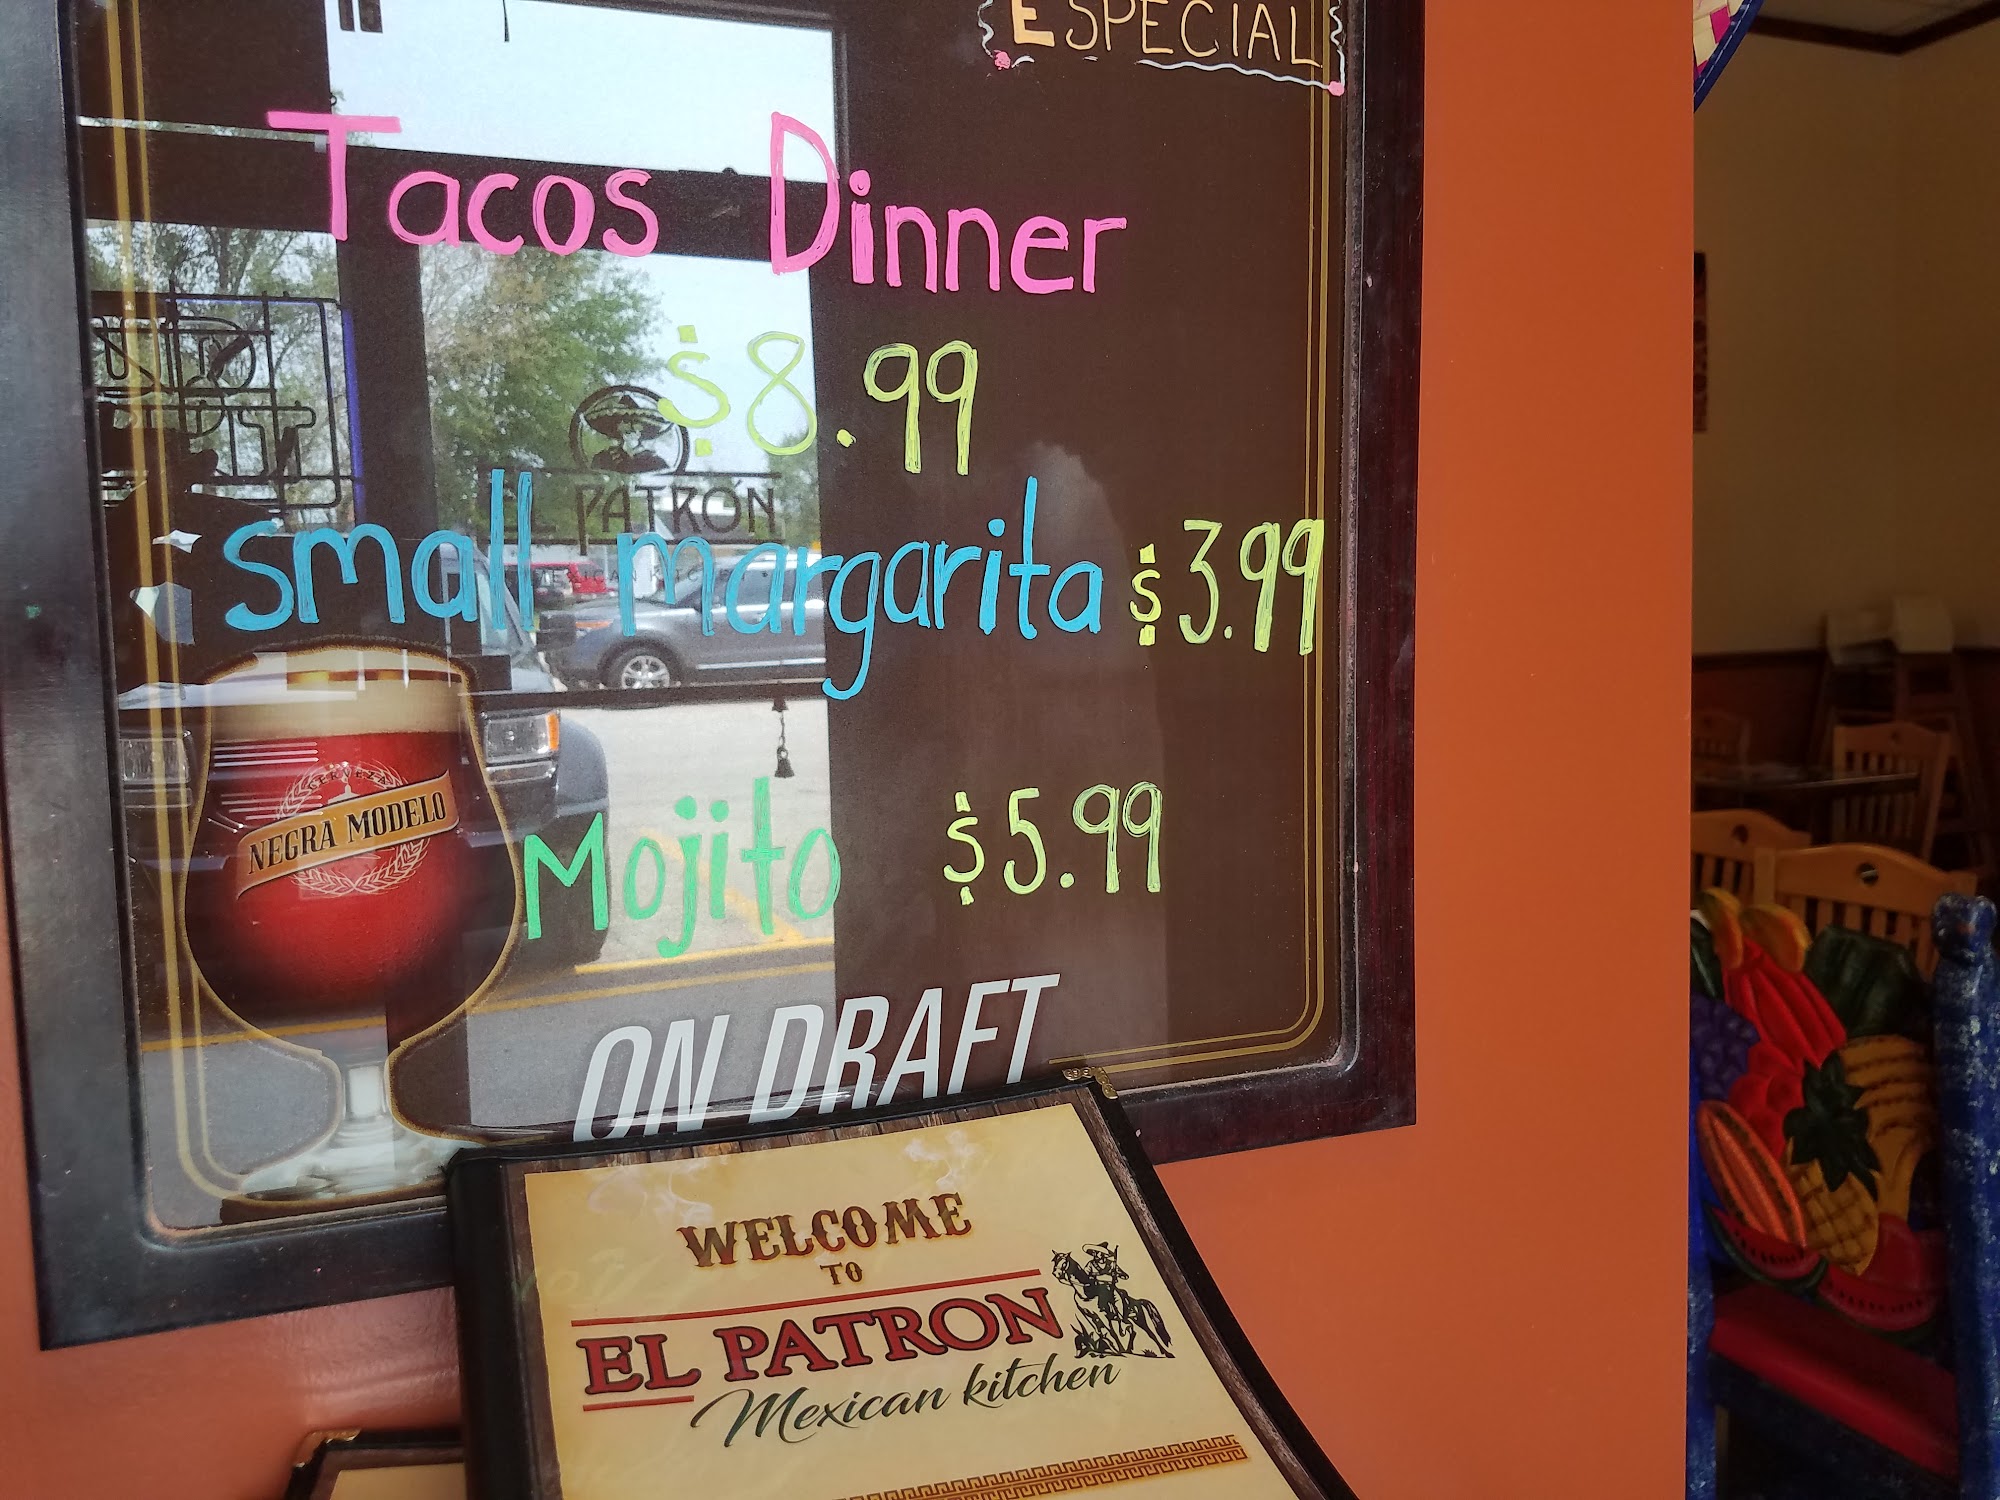 ESPECIAL
Tacos Dinner
$8.99
EL PATRÓN
small margarita $3.99
Mojito $5.99
CERVEZA
NEGRA MODELO
ON DRAFT
WELCOME
TO
EL PATRON
Mexican kitchen